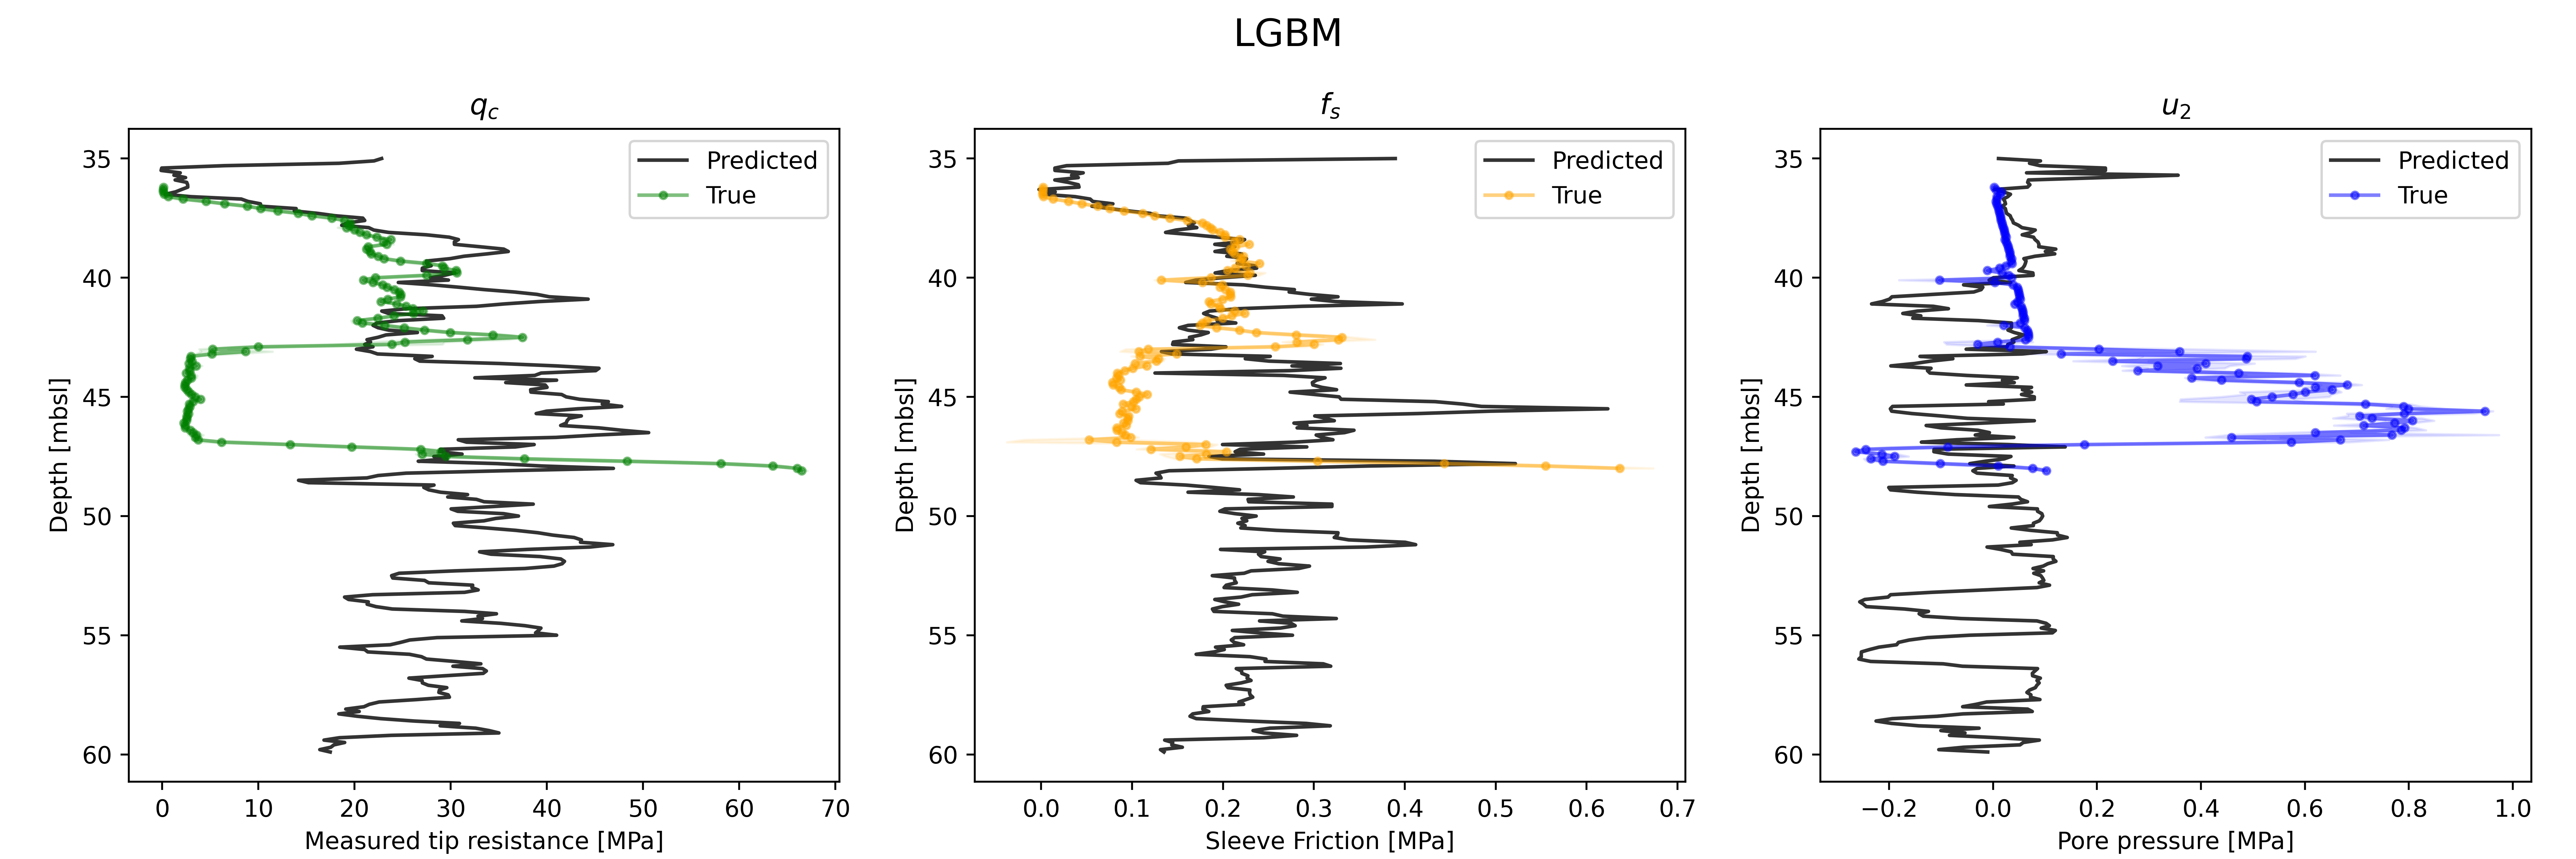 LGBM
q_c
Predicted
True
35
40
45
50
55
60
Depth [mbsl]
0 10 20 30 40 50 60 70
Measured tip resistance [MPa]
f_s
Predicted
True
35
40
45
50
55
60
Depth [mbsl]
0.0 0.1 0.2 0.3 0.4 0.5 0.6 0.7
Sleeve Friction [MPa]
u_2
Predicted
True
35
40
45
50
55
60
Depth [mbsl]
−0.2 0.0 0.2 0.4 0.6 0.8 1.0
Pore pressure [MPa]